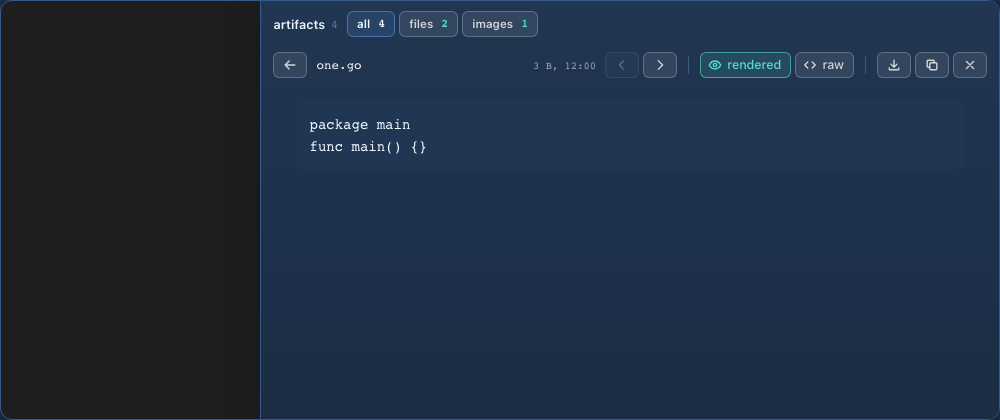 artifacts 4 all 4 files 2 images 1
one.go 3 B, 12:00 rendered raw
package main
func main() {}